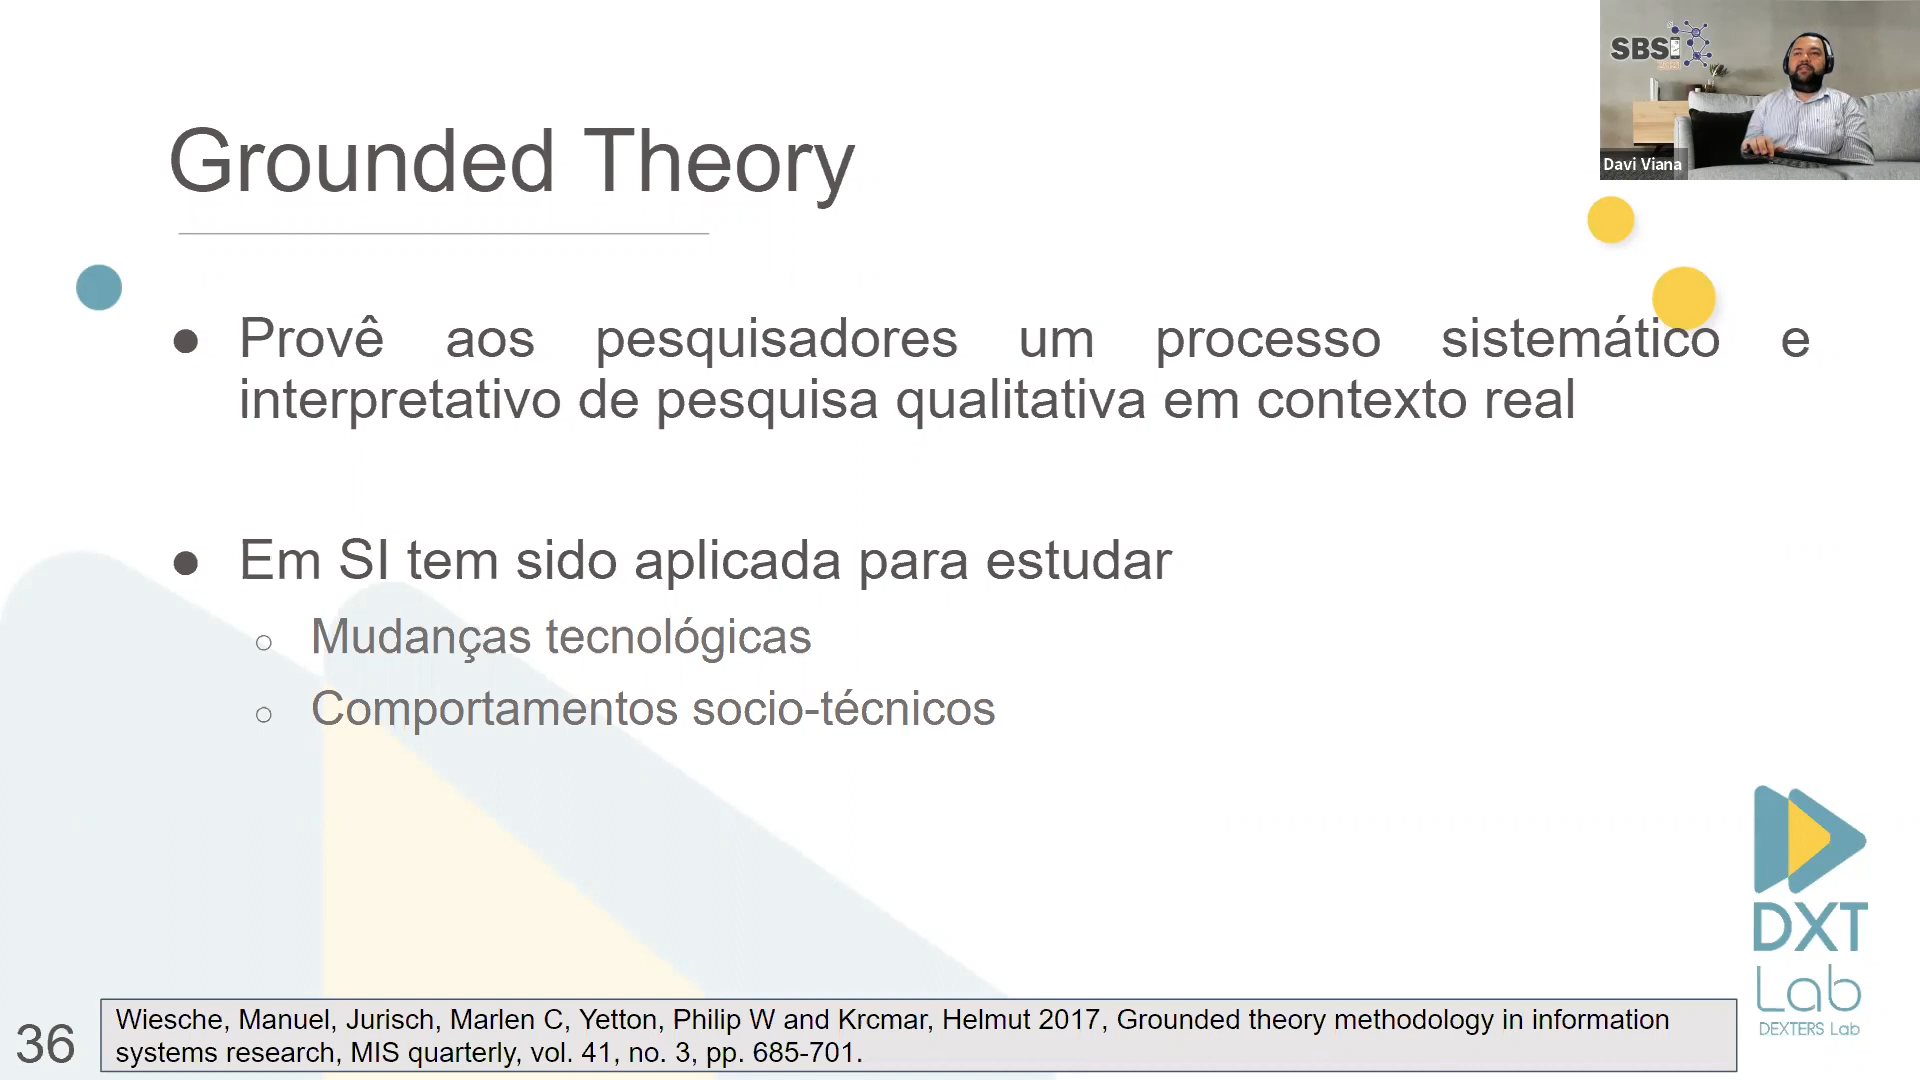 SBSI
Davi Viana
Grounded Theory
● Provê aos pesquisadores um processo sistemático e
interpretativo de pesquisa qualitativa em contexto real
● Em SI tem sido aplicada para estudar
○ Mudanças tecnológicas
○ Comportamentos socio-técnicos
DXT
Lab
DEXTERS Lab
36
Wiesche, Manuel, Jurisch, Marlen C, Yetton, Philip W and Krcmar, Helmut 2017, Grounded theory methodology in information
systems research, MIS quarterly, vol. 41, no. 3, pp. 685-701.